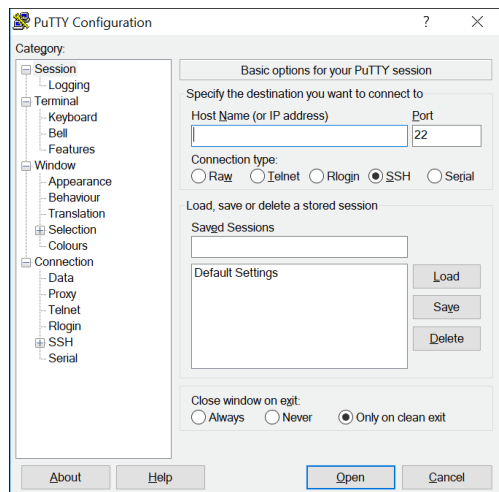 PuTTY Configuration
?
X
Category:
Session
Logging
Terminal
Keyboard
Bell
Features
Window
Appearance
Behaviour
Translation
Selection
Colours
Connection
Data
Proxy
Telnet
Rlogin
SSH
Serial
Basic options for your PuTTY session
Specify the destination you want to connect to
Host Name (or IP address) Port
22
Connection type:
Raw Telnet Rlogin SSH Serial
Load, save or delete a stored session
Saved Sessions
Default Settings
Load
Save
Delete
Close window on exit:
Always Never Only on clean exit
About Help Open Cancel